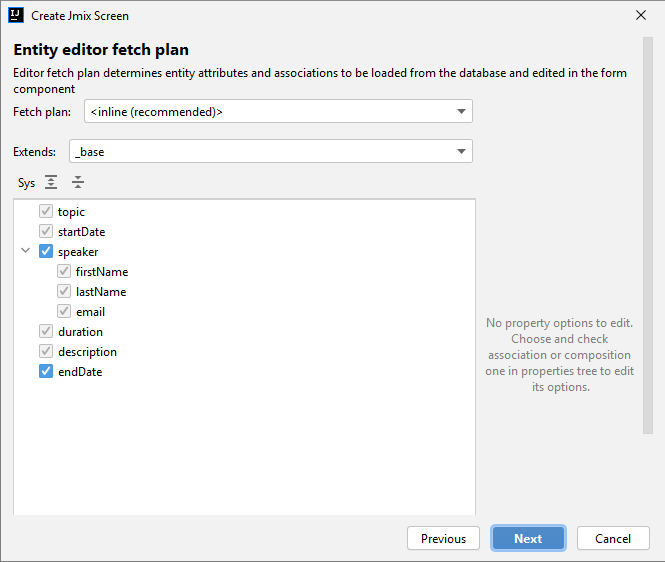 IJ Create Jmix Screen
Entity editor fetch plan
Editor fetch plan determines entity attributes and associations to be loaded from the database and edited in the form
component
Fetch plan: <inline (recommended)>
Extends: _base
Sys
topic
startDate
speaker
firstName
lastName
email
duration
description
endDate
No property options to edit.
Choose and check
association or composition
one in properties tree to edit
its options.
Previous Next Cancel